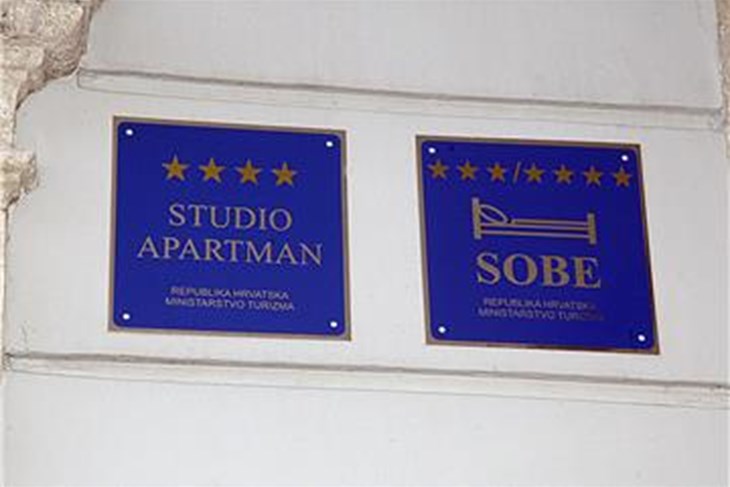 STUDIO
APARTMAN
REPUBLIKA HRVATSKA
MINISTARSTVO TURIZMA
★★★/★★★★
SOBE
REPUBLIKA HRVATSKA
MINISTARSTVO TURIZMA